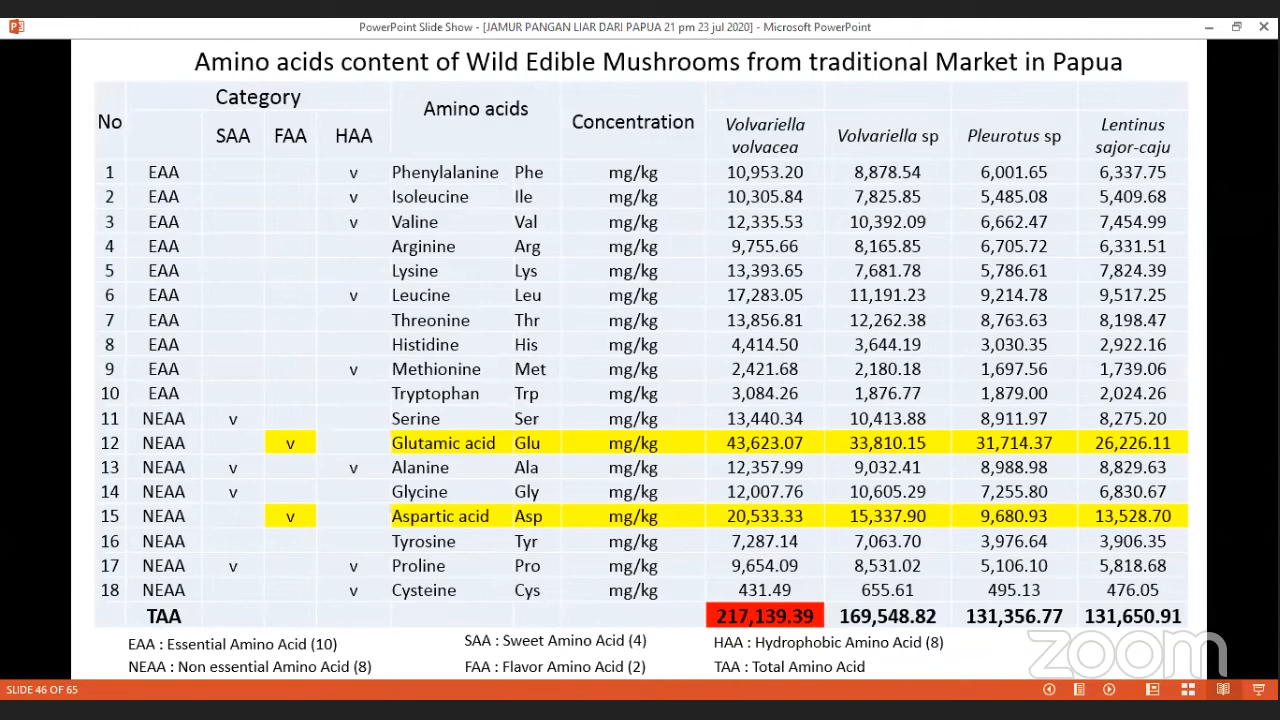 PowerPoint Slide Show - [JAMUR PANGAN LIAR DARI PAPUA 21 pm 23 jul 2020] - Microsoft PowerPoint
Amino acids content of Wild Edible Mushrooms from traditional Market in Papua
No Category Amino acids Concentration Volvariella volvacea Volvariella sp Pleurotus sp Lentinus sajor-caju
SAA FAA HAA
1 EAA v Phenylalanine Phe mg/kg 10,953.20 8,878.54 6,001.65 6,337.75
2 EAA v Isoleucine Ile mg/kg 10,305.84 7,825.85 5,485.08 5,409.68
3 EAA v Valine Val mg/kg 12,335.53 10,392.09 6,662.47 7,454.99
4 EAA Arginine Arg mg/kg 9,755.66 8,165.85 6,705.72 6,331.51
5 EAA Lysine Lys mg/kg 13,393.65 7,681.78 5,786.61 7,824.39
6 EAA v Leucine Leu mg/kg 17,283.05 11,191.23 9,214.78 9,517.25
7 EAA Threonine Thr mg/kg 13,856.81 12,262.38 8,763.63 8,198.47
8 EAA Histidine His mg/kg 4,414.50 3,644.19 3,030.35 2,922.16
9 EAA v Methionine Met mg/kg 2,421.68 2,180.18 1,697.56 1,739.06
10 EAA Tryptophan Trp mg/kg 3,084.26 1,876.77 1,879.00 2,024.26
11 NEAA v Serine Ser mg/kg 13,440.34 10,413.88 8,911.97 8,275.20
12 NEAA v Glutamic acid Glu mg/kg 43,623.07 33,810.15 31,714.37 26,226.11
13 NEAA v v Alanine Ala mg/kg 12,357.99 9,032.41 8,988.98 8,829.63
14 NEAA v Glycine Gly mg/kg 12,007.76 10,605.29 7,255.80 6,830.67
15 NEAA v Aspartic acid Asp mg/kg 20,533.33 15,337.90 9,680.93 13,528.70
16 NEAA Tyrosine Tyr mg/kg 7,287.14 7,063.70 3,976.64 3,906.35
17 NEAA v v Proline Pro mg/kg 9,654.09 8,531.02 5,106.10 5,818.68
18 NEAA v Cysteine Cys mg/kg 431.49 655.61 495.13 476.05
TAA 217,139.39 169,548.82 131,356.77 131,650.91
EAA : Essential Amino Acid (10) SAA : Sweet Amino Acid (4) HAA : Hydrophobic Amino Acid (8)
NEAA : Non essential Amino Acid (8) FAA : Flavor Amino Acid (2) TAA : Total Amino Acid
zoom
SLIDE 46 OF 65